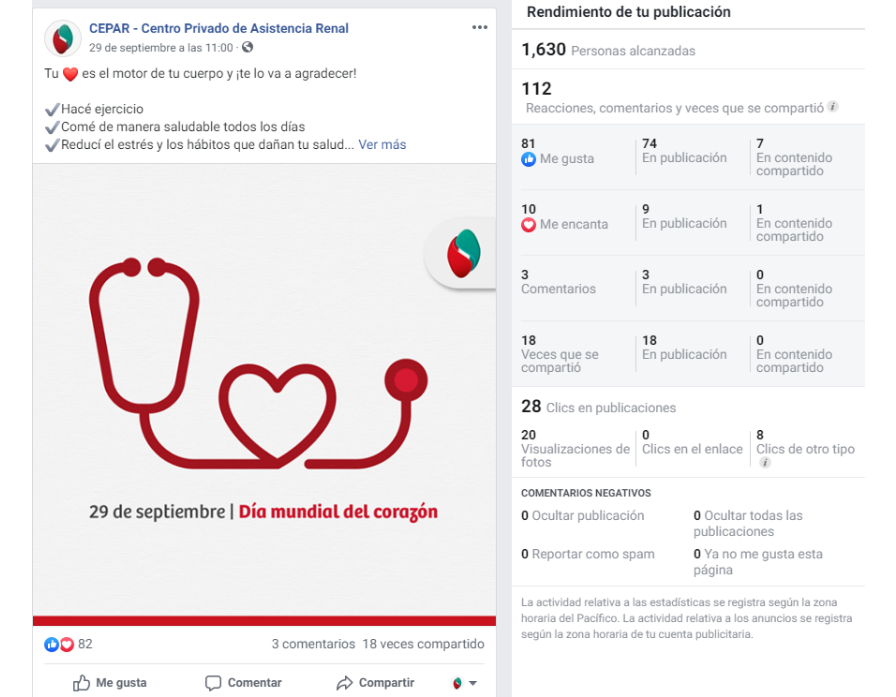 CEPAR - Centro Privado de Asistencia Renal
29 de septiembre a las 11:00 ·
Tu ❤️ es el motor de tu cuerpo y ¡te lo va a agradecer!
✔Hacé ejercicio
✔Comé de manera saludable todos los días
✔Reducí el estrés y los hábitos que dañan tu salud... Ver más
29 de septiembre | Día mundial del corazón
82
3 comentarios 18 veces compartido
Me gusta
Comentar
Compartir
Rendimiento de tu publicación
1,630 Personas alcanzadas
112
Reacciones, comentarios y veces que se compartió
81
Me gusta
74
En publicación
7
En contenido
compartido
10
Me encanta
9
En publicación
1
En contenido
compartido
3
Comentarios
3
En publicación
0
En contenido
compartido
18
Veces que se
compartió
18
En publicación
0
En contenido
compartido
28 Clics en publicaciones
20
Visualizaciones de
fotos
0
Clics en el enlace
8
Clics de otro tipo
COMENTARIOS NEGATIVOS
0 Ocultar publicación
0 Ocultar todas las
publicaciones
0 Reportar como spam
0 Ya no me gusta esta
página
La actividad relativa a las estadísticas se registra según la zona
horaria del Pacífico. La actividad relativa a los anuncios se registra
según la zona horaria de tu cuenta publicitaria.